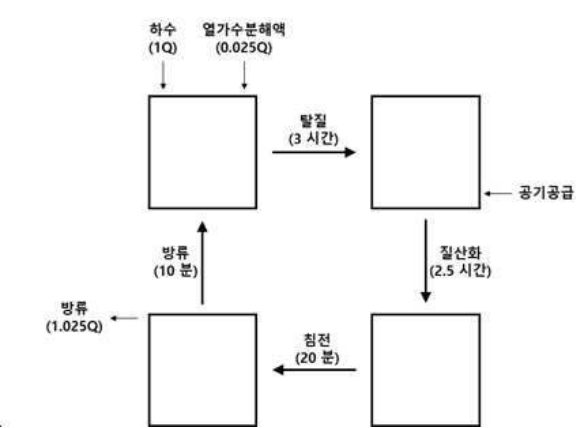 하수
(1Q)
열가수분해액
(0.025Q)
탈질
(3 시간)
공기공급
질산화
(2.5 시간)
침전
(20 분)
방류
(1.025Q)
방류
(10 분)